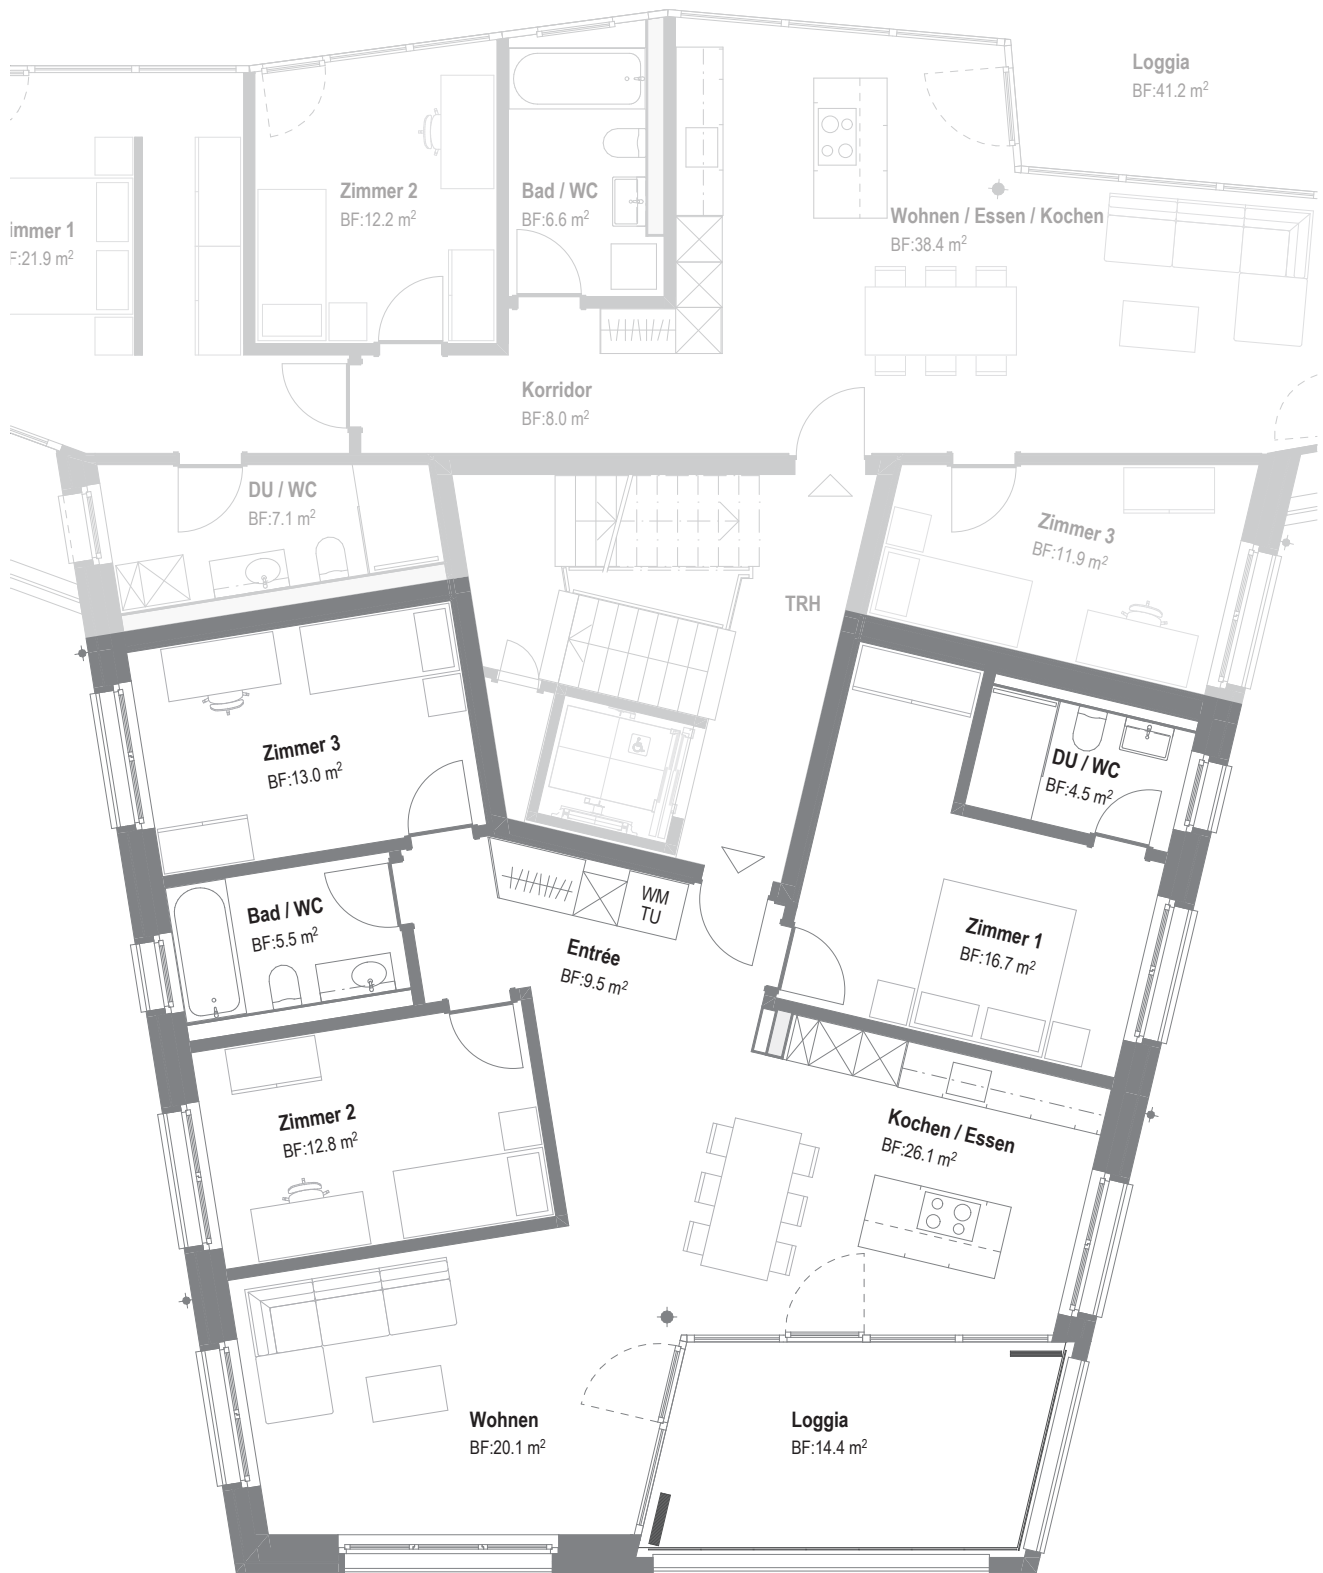 Loggia
BF:41.2 m²
Zimmer 2
BF:12.2 m²
Bad / WC
BF:6.6 m²
Wohnen / Essen / Kochen
BF:38.4 m²
immer 1
F:21.9 m²
Korridor
BF:8.0 m²
DU / WC
BF:7.1 m²
Zimmer 3
BF:11.9 m²
TRH
Zimmer 3
BF:13.0 m²
DU / WC
BF:4.5 m²
WM
TU
Bad / WC
BF:5.5 m²
Entrée
BF:9.5 m²
Zimmer 1
BF:16.7 m²
Zimmer 2
BF:12.8 m²
Kochen / Essen
BF:26.1 m²
Wohnen
BF:20.1 m²
Loggia
BF:14.4 m²